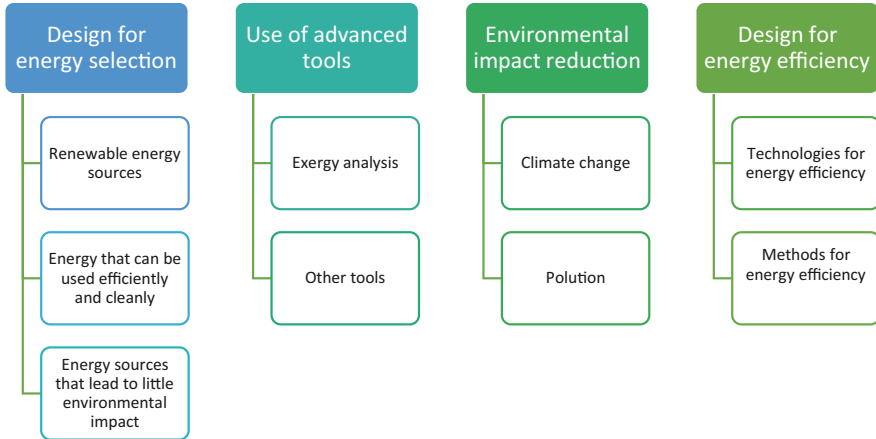 Design for
energy selection
Renewable energy
sources
Energy that can be
used efficiently
and cleanly
Energy sources
that lead to little
environmental
impact
Use of advanced
tools
Exergy analysis
Other tools
Environmental
impact reduction
Climate change
Polution
Design for
energy efficiency
Technologies for
energy efficiency
Methods for
energy efficiency